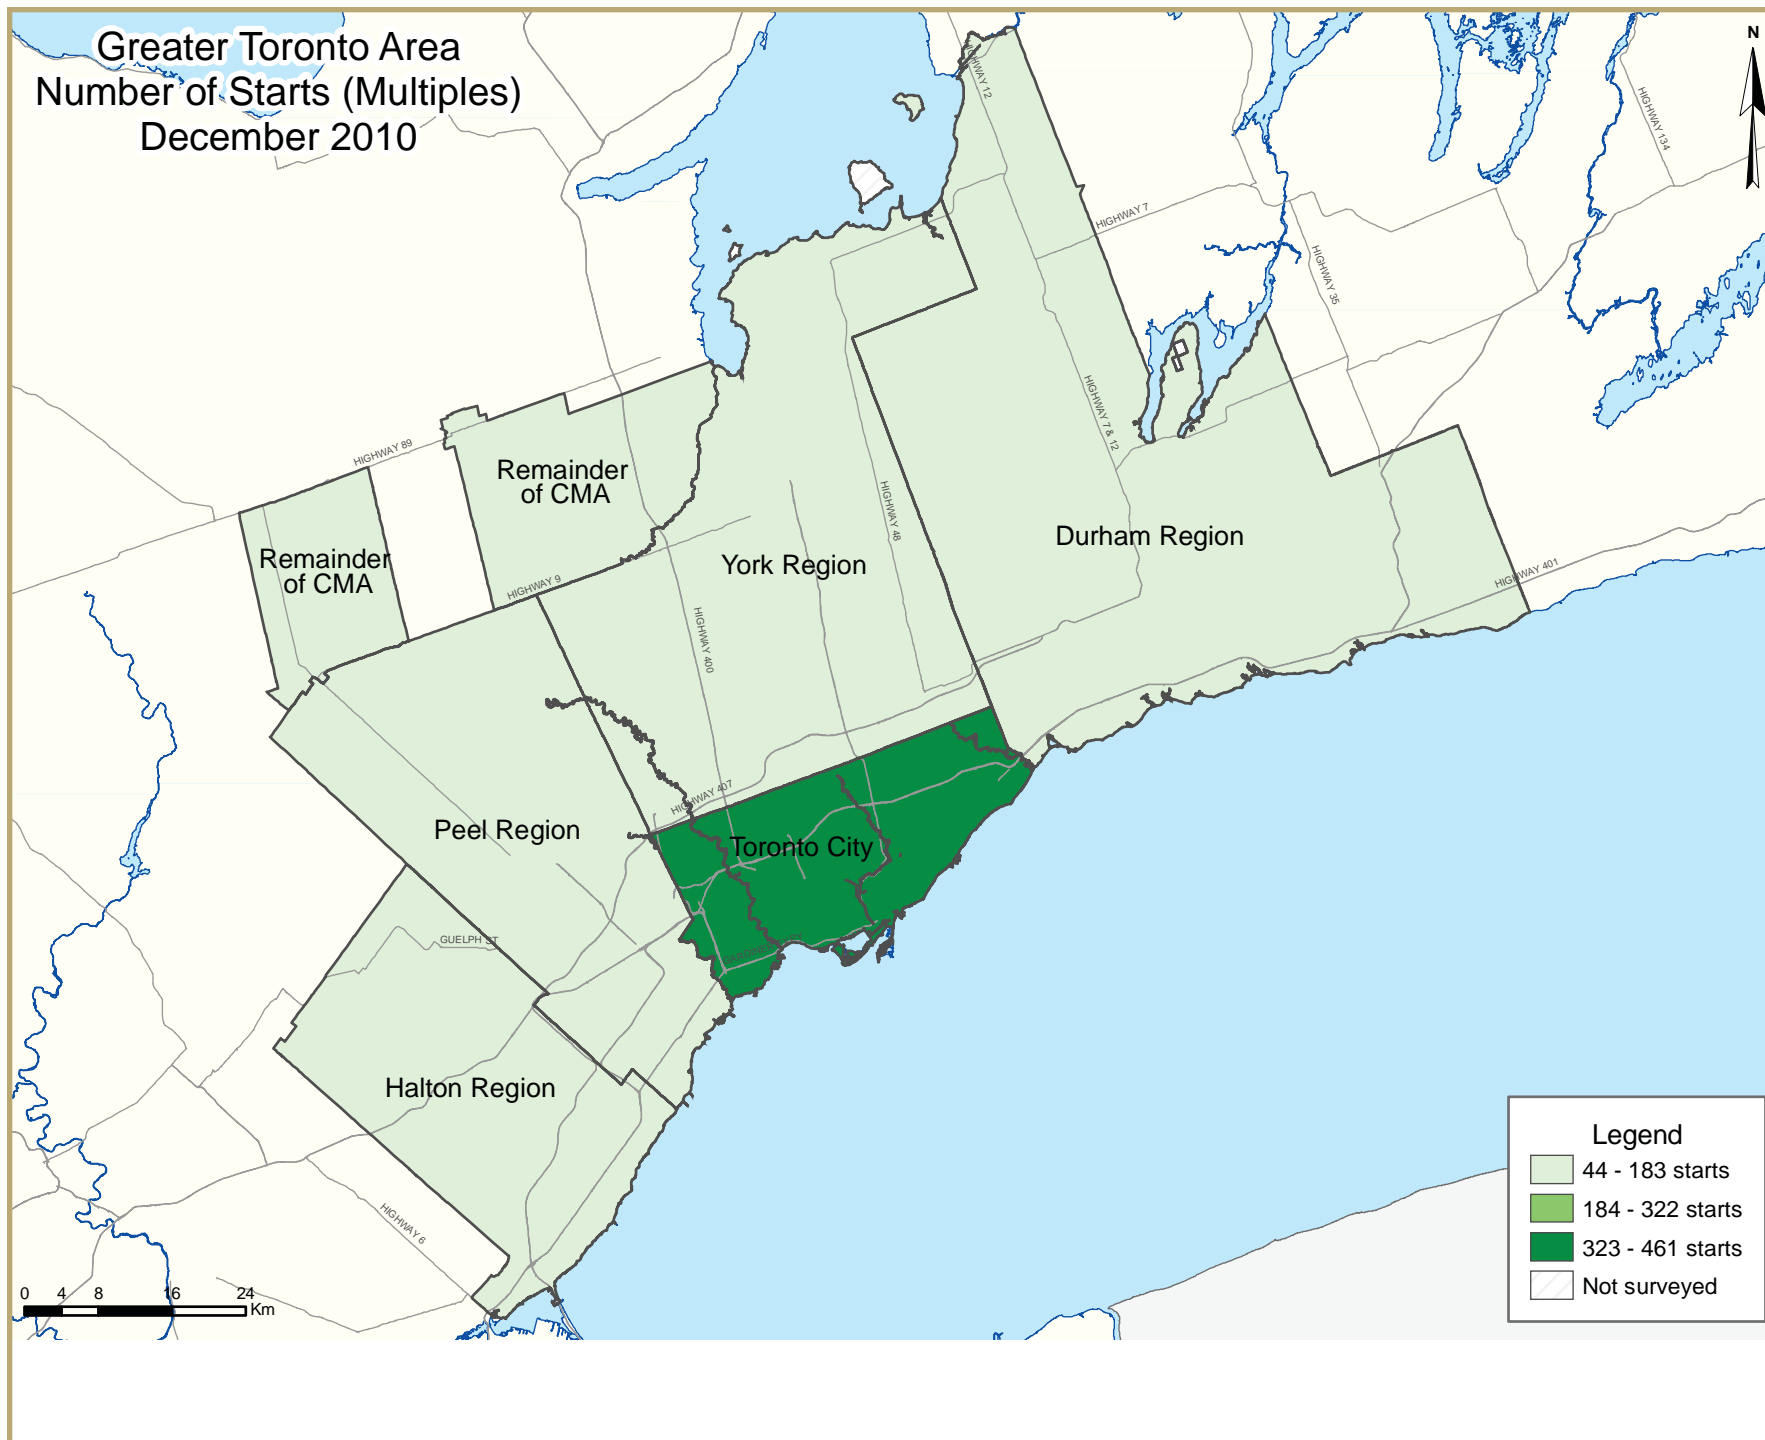 Greater Toronto Area
Number of Starts (Multiples)
December 2010
N
HIGHWAY 12
HIGHWAY 134
HIGHWAY 7
HIGHWAY 35
HIGHWAY 7 & 12
HIGHWAY 89
Remainder
of CMA
HIGHWAY 48
Durham Region
Remainder
of CMA
York Region
HIGHWAY 401
HIGHWAY 9
HIGHWAY 400
HIGHWAY 407
Peel Region
Toronto City
GUELPH ST
Halton Region
HIGHWAY 6
Legend
44 - 183 starts
184 - 322 starts
323 - 461 starts
Not surveyed
0 4 8 16 24
Km